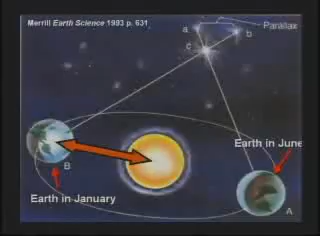 Merrill Earth Science 1993 p. 631
Parallax
a
b
c
Earth in June
B
Earth in January
A